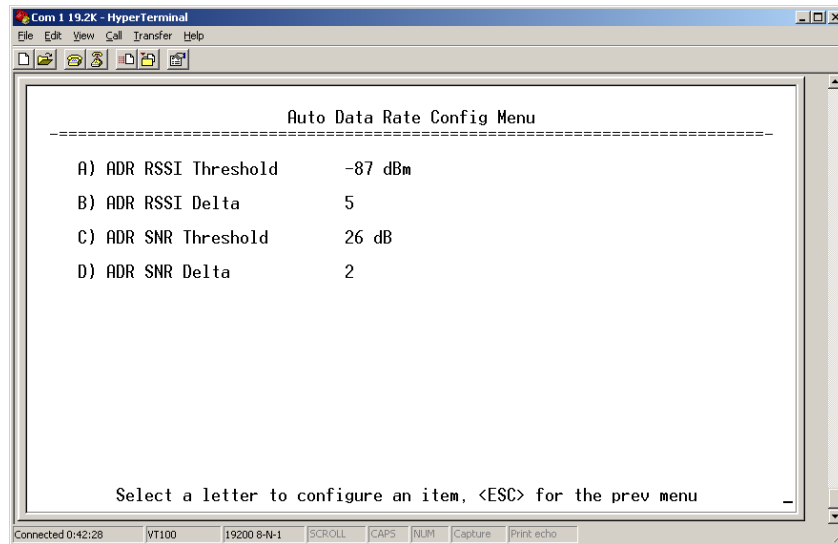 Com 1 19.2K - HyperTerminal
File Edit View Call Transfer Help
Auto Data Rate Config Menu
-==========================================================================-
A) ADR RSSI Threshold -87 dBm
B) ADR RSSI Delta 5
C) ADR SNR Threshold 26 dB
D) ADR SNR Delta 2
Select a letter to configure an item, <ESC> for the prev menu _
Connected 0:42:28 VT100 19200 8-N-1 SCROLL CAPS NUM Capture Print echo